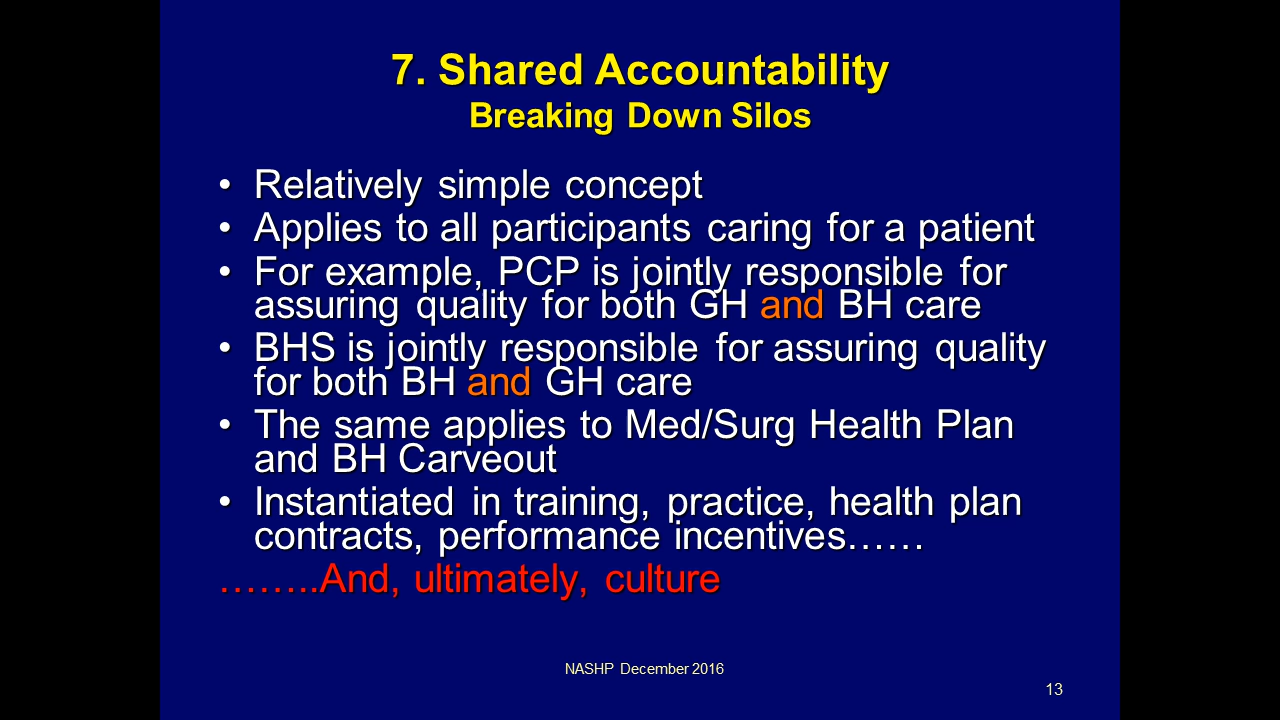 7. Shared Accountability
Breaking Down Silos
• Relatively simple concept
• Applies to all participants caring for a patient
• For example, PCP is jointly responsible for
assuring quality for both GH and BH care
• BHS is jointly responsible for assuring quality
for both BH and GH care
• The same applies to Med/Surg Health Plan
and BH Carveout
• Instantiated in training, practice, health plan
contracts, performance incentives……
……..And, ultimately, culture
NASHP December 2016
13